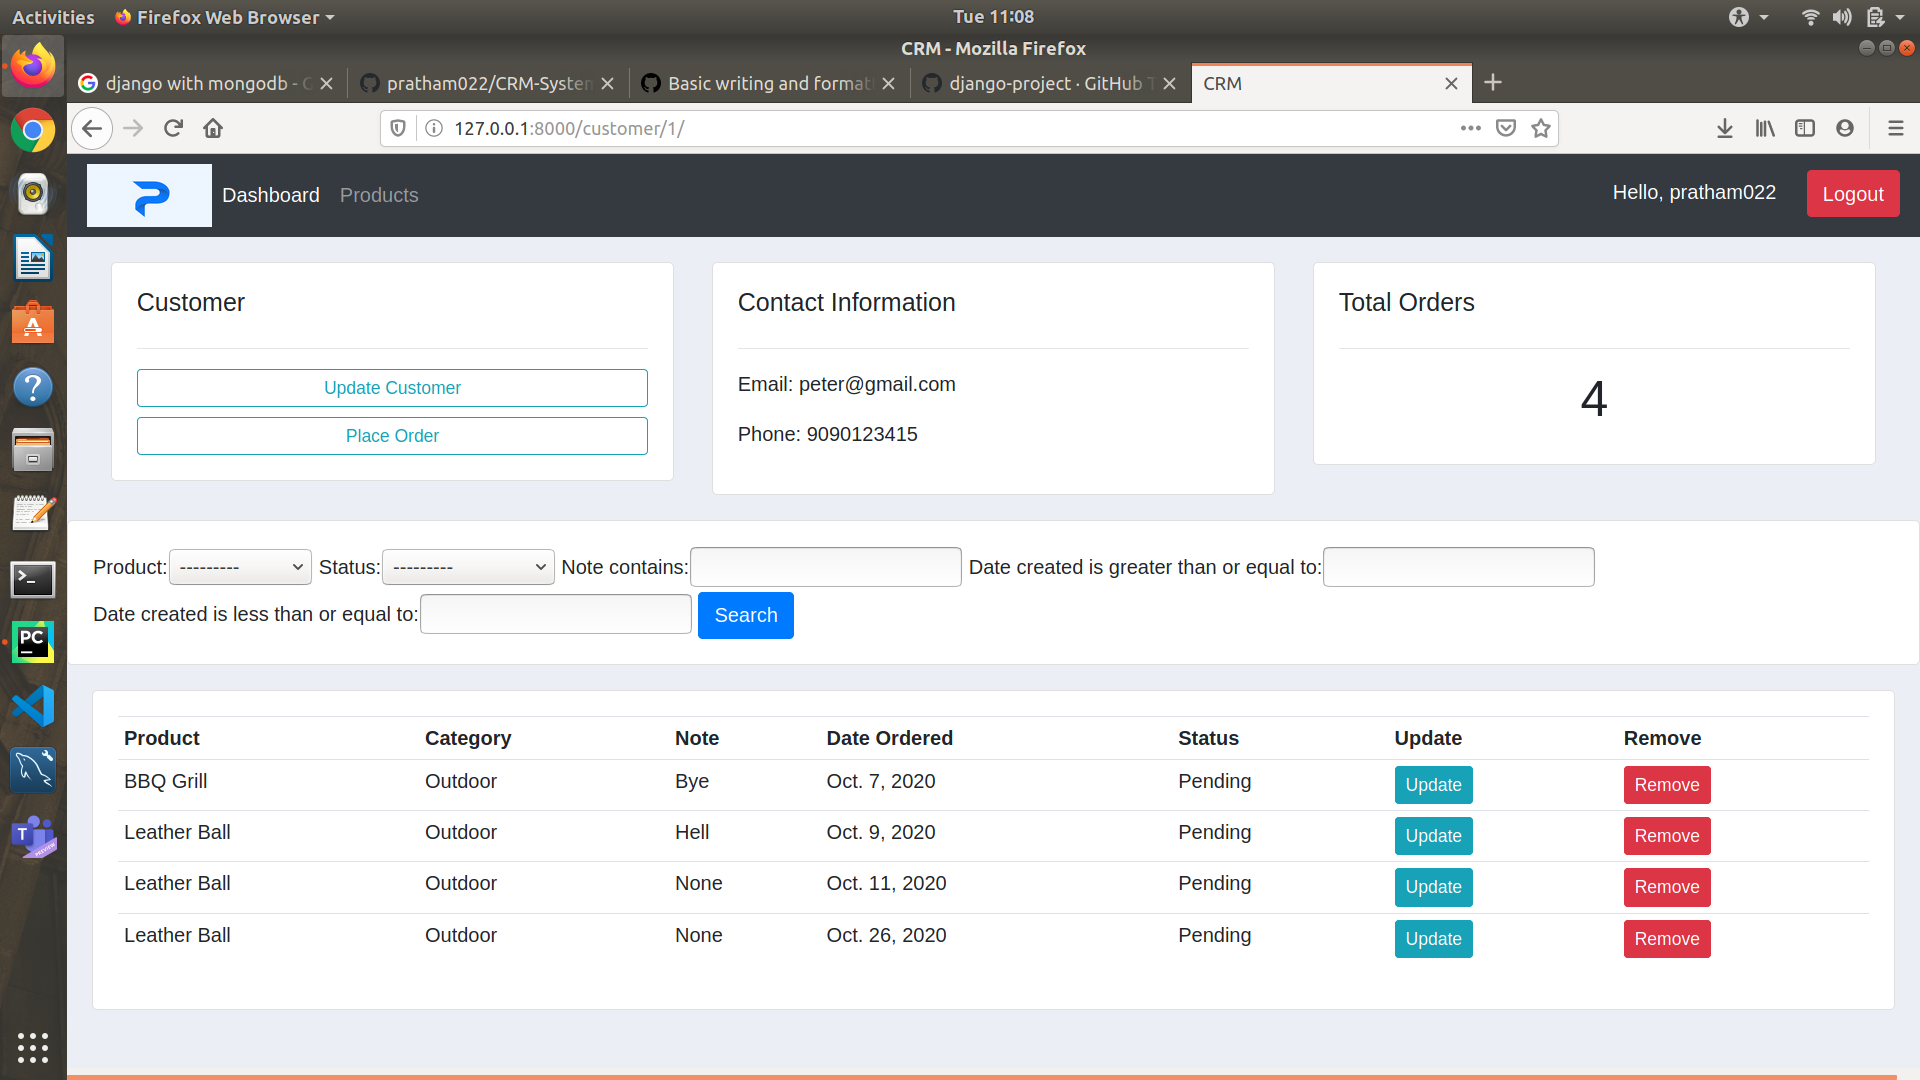 Activities Firefox Web Browser Tue 11:08
CRM - Mozilla Firefox
django with mongodb - pratham022/CRM-System Basic writing and format django-project · GitHub CRM
127.0.0.1:8000/customer/1/
Dashboard Products Hello, pratham022 Logout
Customer Contact Information Total Orders
Update Customer Email: peter@gmail.com 4
Place Order Phone: 9090123415
Product: --------- Status: --------- Note contains: Date created is greater than or equal to:
Date created is less than or equal to: Search
Product Category Note Date Ordered Status Update Remove
BBQ Grill Outdoor Bye Oct. 7, 2020 Pending Update Remove
Leather Ball Outdoor Hell Oct. 9, 2020 Pending Update Remove
Leather Ball Outdoor None Oct. 11, 2020 Pending Update Remove
Leather Ball Outdoor None Oct. 26, 2020 Pending Update Remove